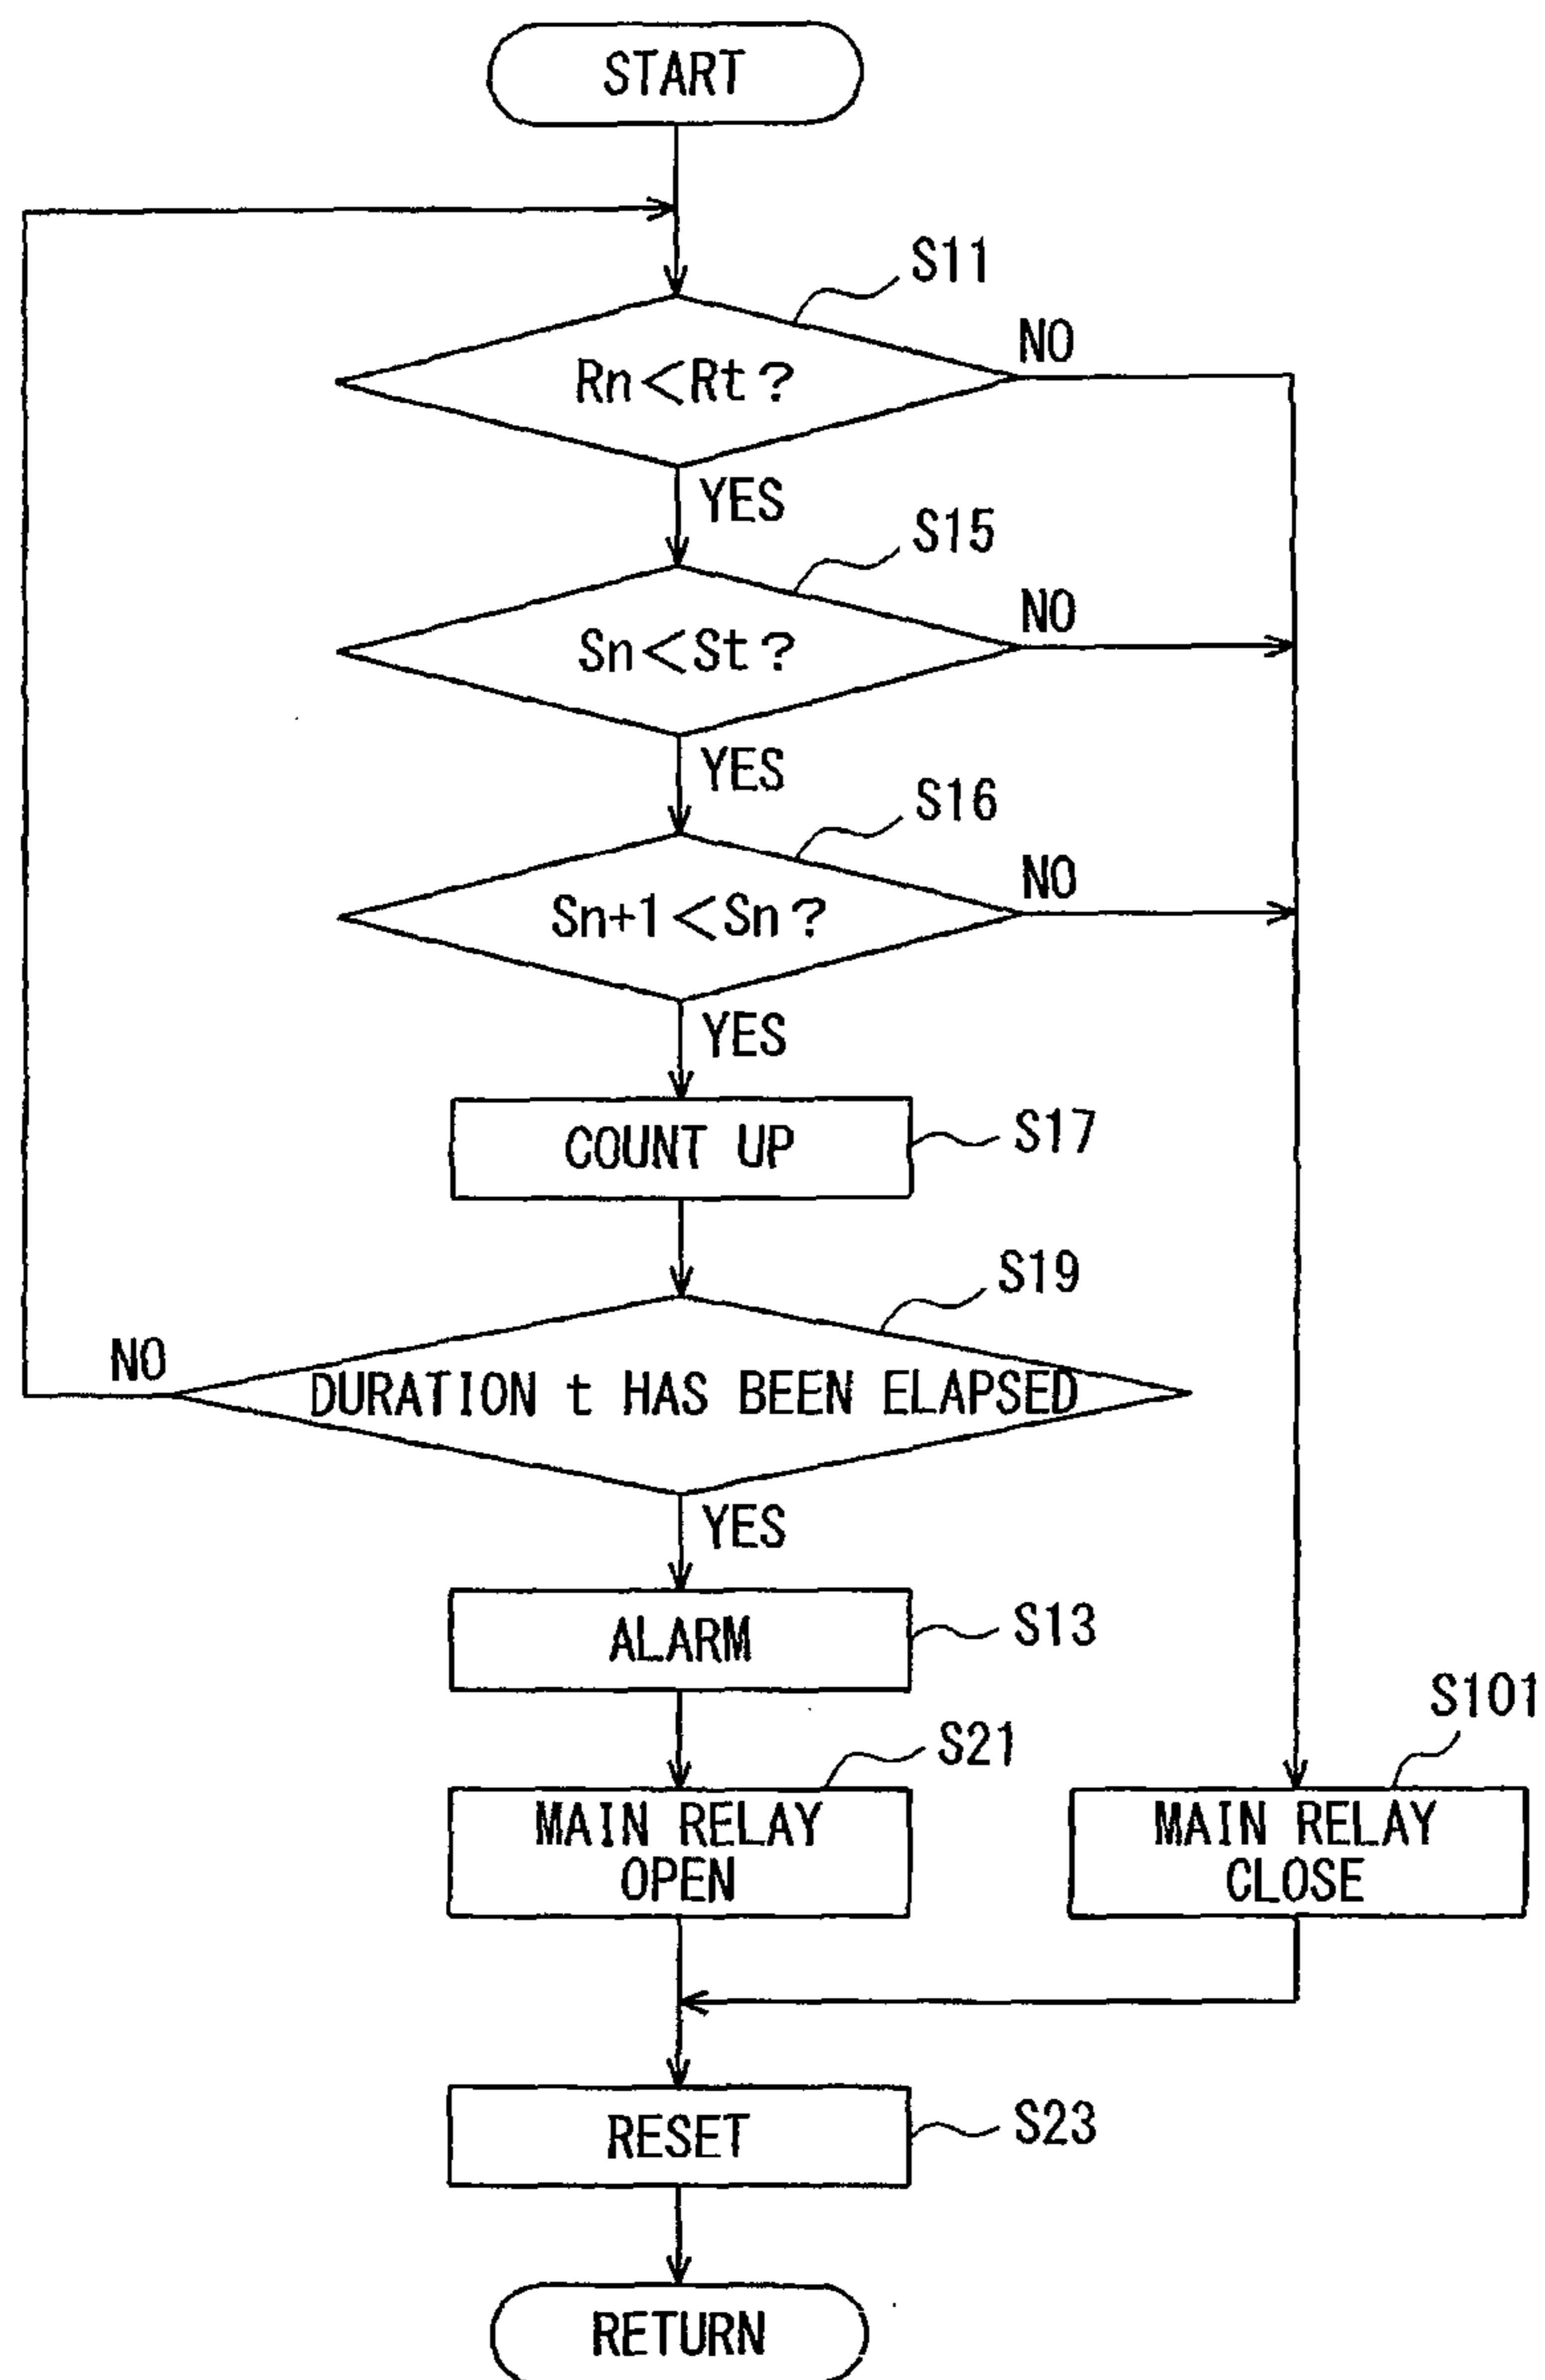 START
S11
Rn<Rt?
NO
YES
S15
Sn<St?
NO
YES
S16
Sn+1<Sn?
NO
YES
COUNT UP
S17
S19
NO
DURATION t HAS BEEN ELAPSED
YES
ALARM
S13
S21
S101
MAIN RELAY
OPEN
MAIN RELAY
CLOSE
RESET
S23
RETURN